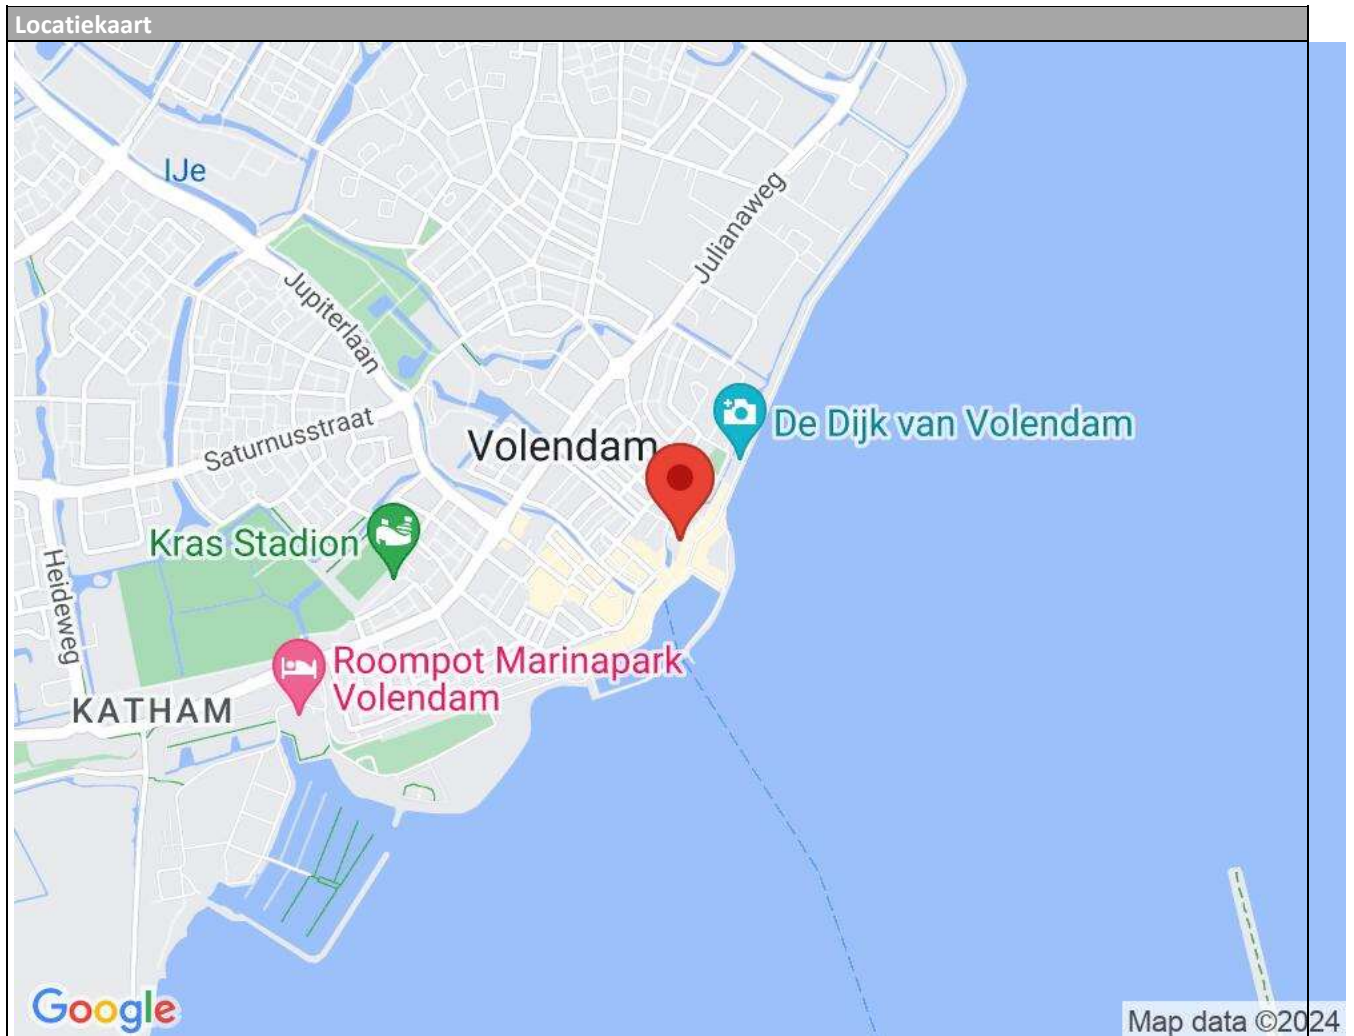 Locatiekaart
IJe
Julianaweg
Jupiterlaan
Saturnusstraat
Volendam
De Dijk van Volendam
Kras Stadion
Heideweg
Roompot Marinapark
Volendam
KATHAM
Google
Map data ©2024